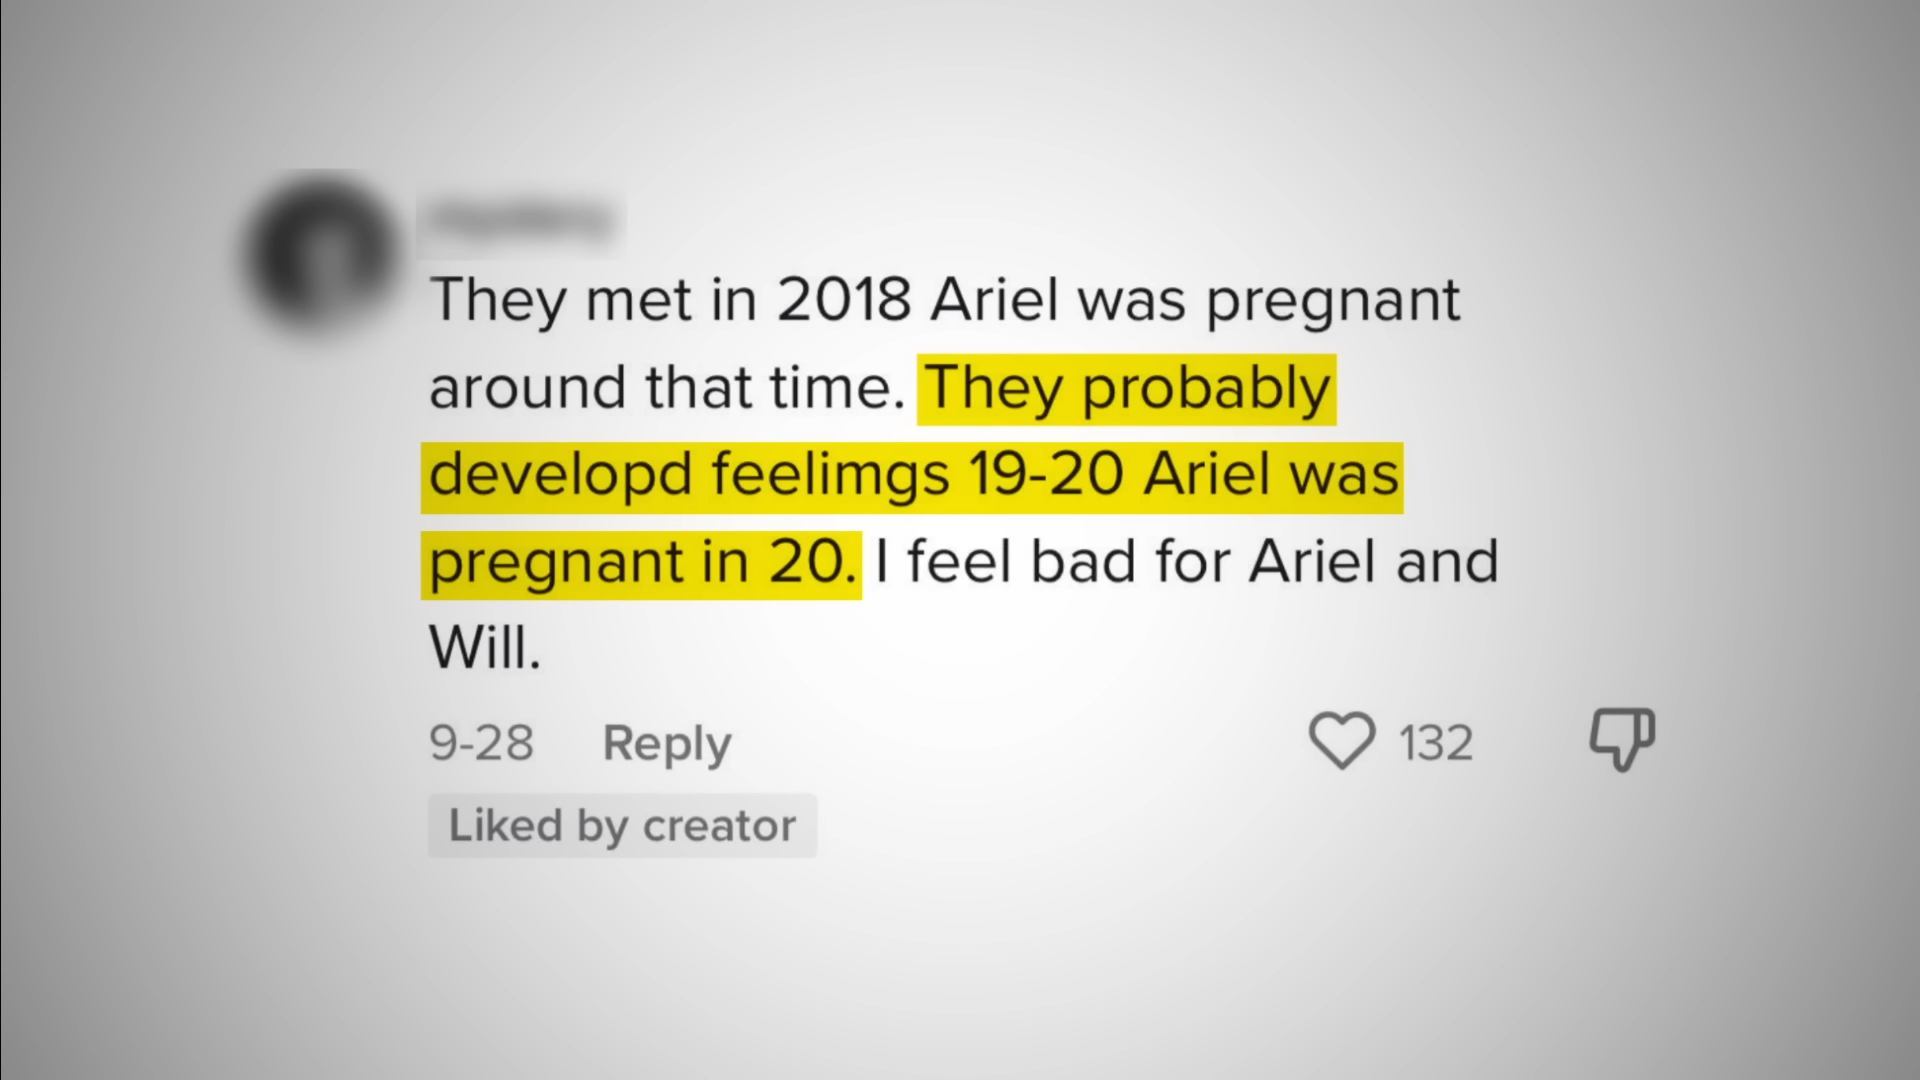 They met in 2018 Ariel was pregnant
around that time. They probably
developd feelimgs 19-20 Ariel was
pregnant in 20. I feel bad for Ariel and
Will.
9-28 Reply 132
Liked by creator